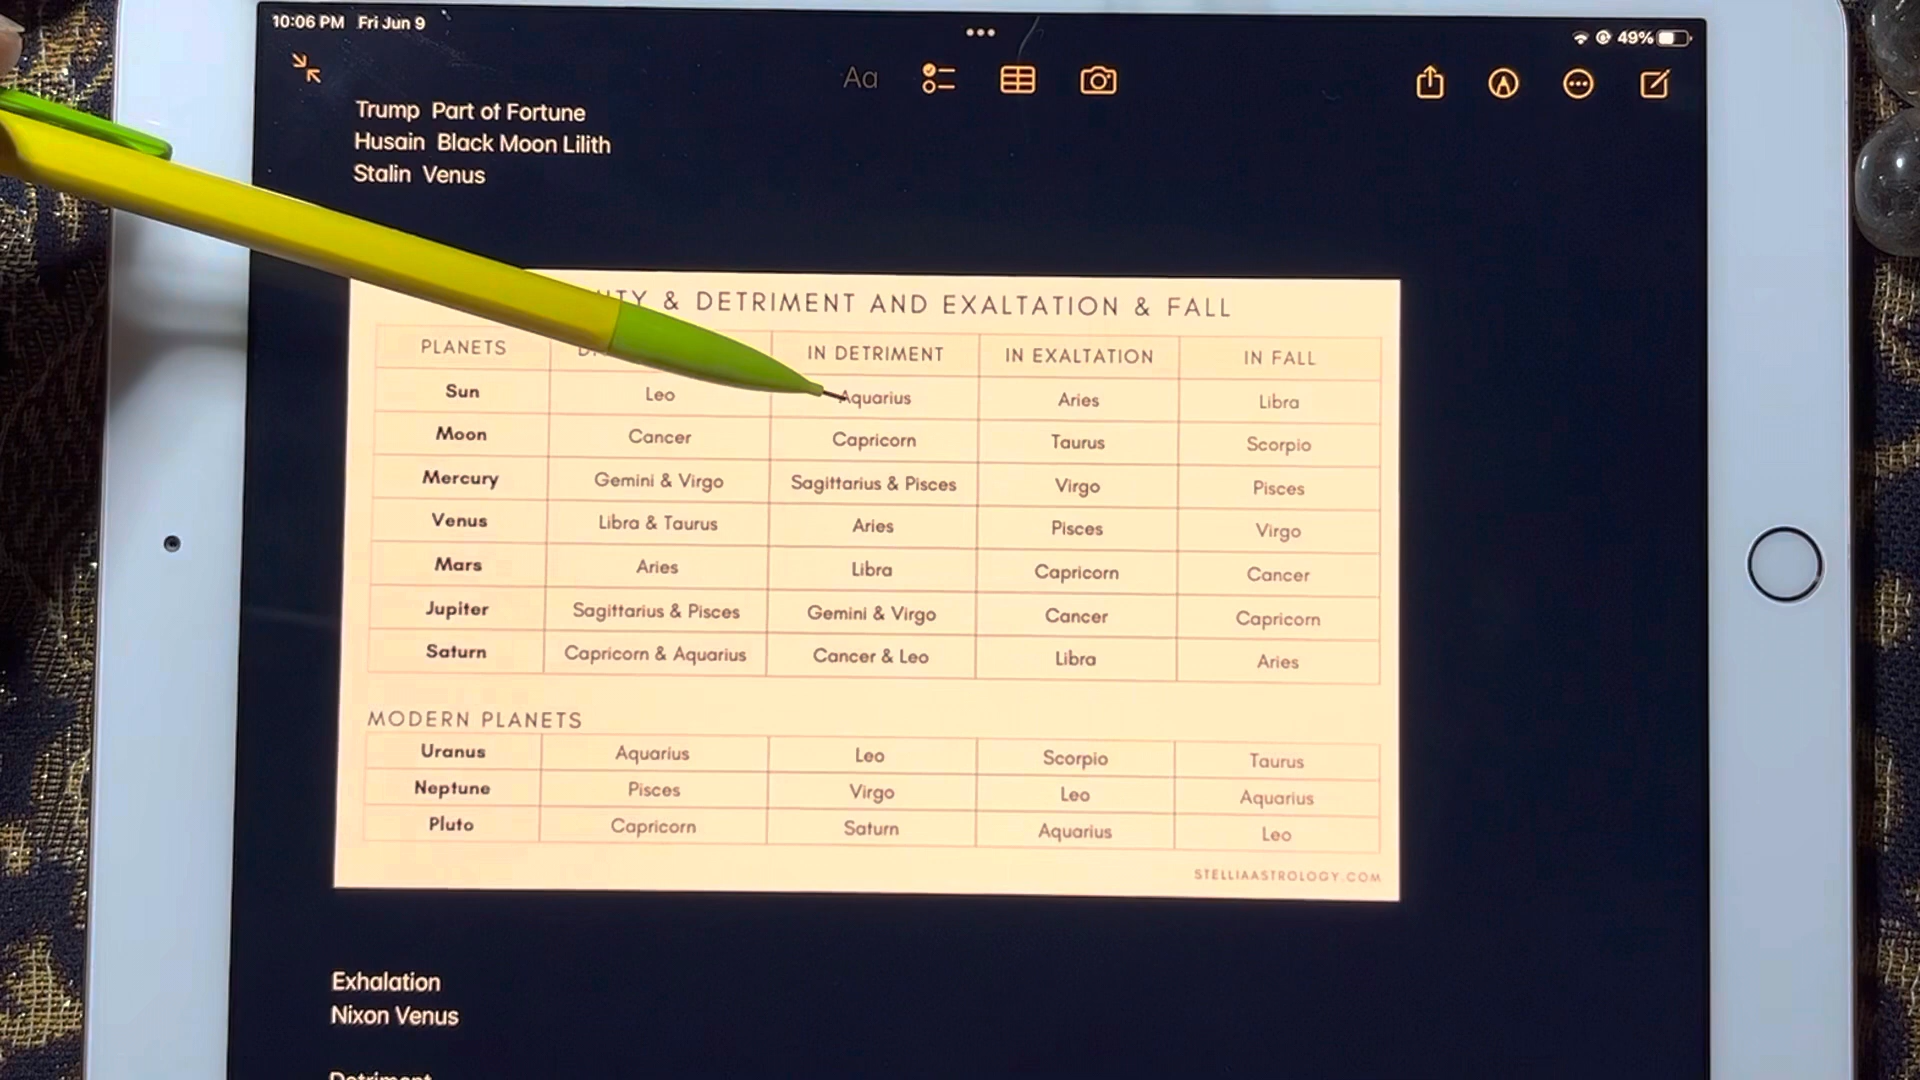 10:06 PM Fri Jun 9
49%
Aa
Trump Part of Fortune
Husain Black Moon Lilith
Stalin Venus
& DETRIMENT AND EXALTATION & FALL
PLANETS IN DETRIMENT IN EXALTATION IN FALL
Sun Leo Aquarius Aries Libra
Moon Cancer Capricorn Taurus Scorpio
Mercury Gemini & Virgo Sagittarius & Pisces Virgo Pisces
Venus Libra & Taurus Aries Pisces Virgo
Mars Aries Libra Capricorn Cancer
Jupiter Sagittarius & Pisces Gemini & Virgo Cancer Capricorn
Saturn Capricorn & Aquarius Cancer & Leo Libra Aries
MODERN PLANETS
Uranus Aquarius Leo Scorpio Taurus
Neptune Pisces Virgo Leo Aquarius
Pluto Capricorn Saturn Aquarius Leo
STELLIAASTROLOGY.COM
Exhalation
Nixon Venus
Detriment